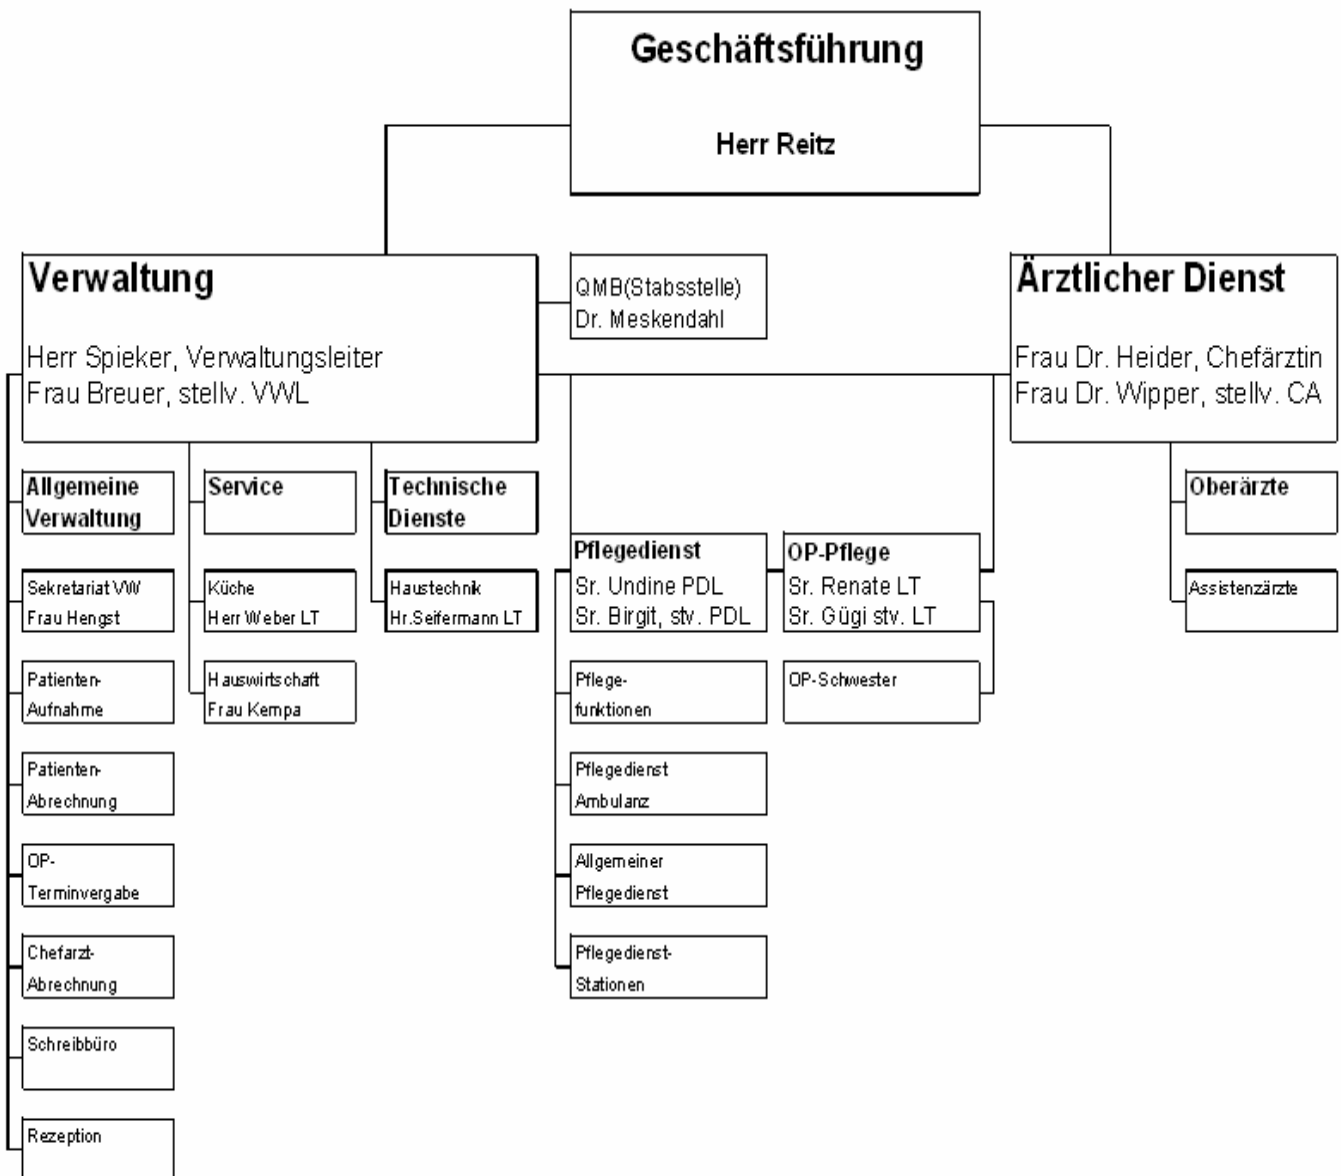 Geschäftsführung
Herr Reitz
Verwaltung
Herr Spieker, Verwaltungsleiter
Frau Breuer, stellv. VWL
QMB(Stabsstelle)
Dr. Meskendahl
Ärztlicher Dienst
Frau Dr. Heider, Chefärztin
Frau Dr. Wipper, stellv. CA
Allgemeine
Verwaltung
Sekretariat VW
Frau Hengst
Patienten-
Aufnahme
Patienten-
Abrechnung
OP-
Terminvergabe
Chefarzt-
Abrechnung
Schreibbüro
Rezeption
Service
Küche
Herr Weber LT
Hauswirtschaft
Frau Kempa
Technische
Dienste
Haustechnik
Hr.Seifermann LT
Pflegedienst
Sr. Undine PDL
Sr. Birgit, stv. PDL
Pflege-
funktionen
Pflegedienst
Ambulanz
Allgemeiner
Pflegedienst
Pflegedienst-
Stationen
OP-Pflege
Sr. Renate LT
Sr. Gügi stv. LT
OP-Schwester
Oberärzte
Assistenzärzte